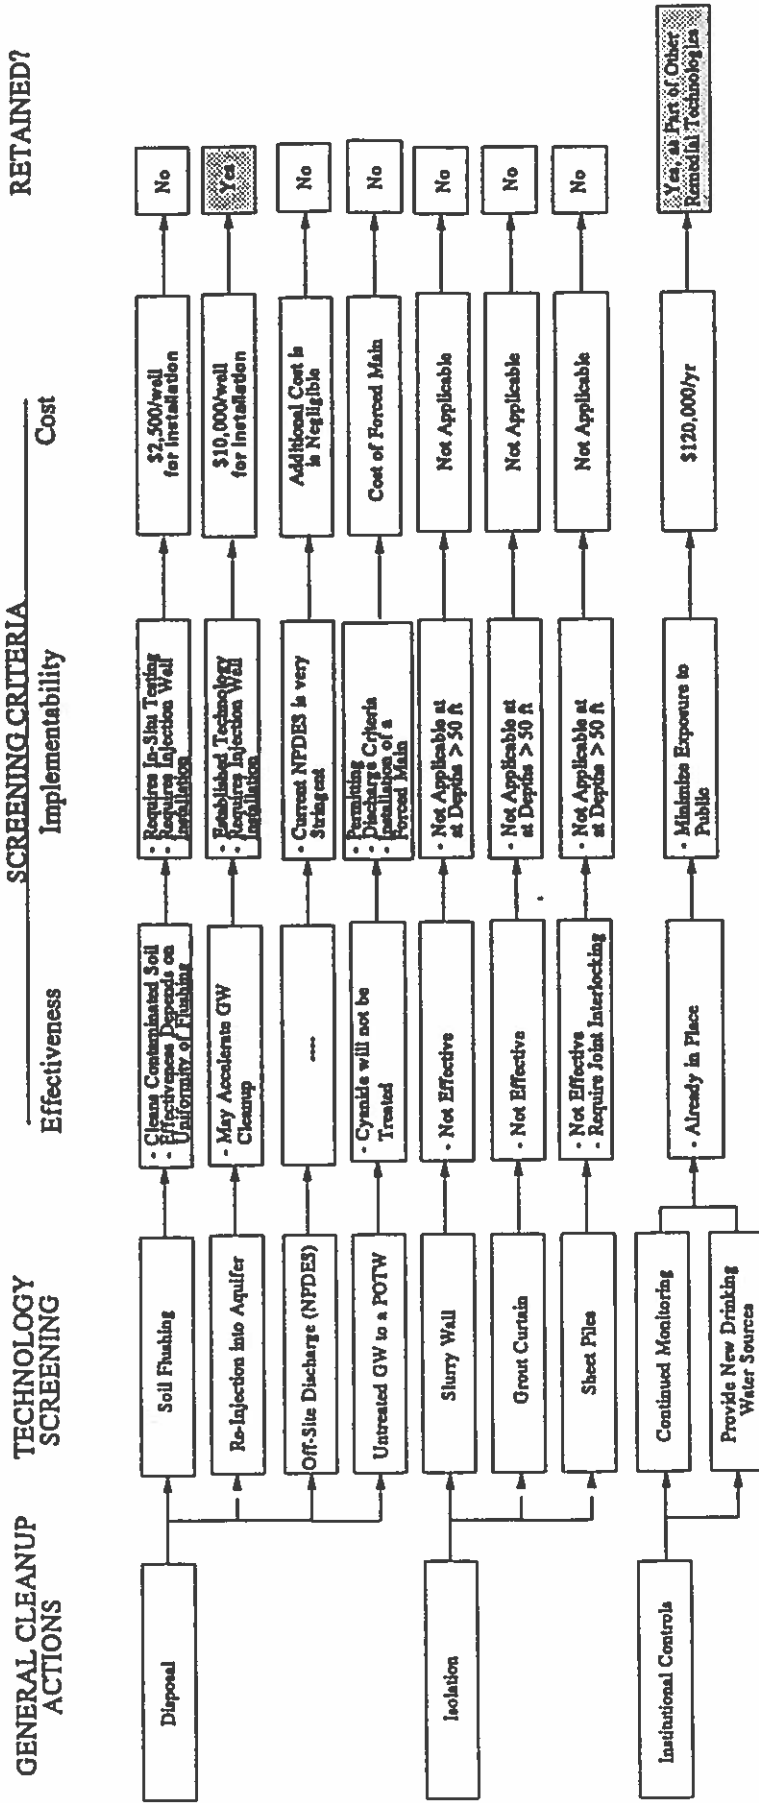 GENERAL CLEANUP
ACTIONS
TECHNOLOGY
SCREENING
SCREENING CRITERIA
Effectiveness
Implementability
Cost
RETAINED?
Disposal
Soil Flushing
- Cleans Contaminated Soil
- Effectiveness Depends on
Uniformity of Flushing
- Requires In-Situ Testing
- Requires Injection Well
Installation
$2,500/well
for Installation
No
Re-Injection into Aquifer
- May Accelerate GW
Cleanup
- Established Technology
- Requires Injection Well
Installation
$10,000/well
for Installation
Yes
Off-Site Discharge (NPDES)
----
- Current NPDES is very
Stringent
Additional Cost is
is Negligible
No
Untreated GW to a POTW
- Cyanide will not be
Treated
- Permitting
- Discharge Criteria
- Installation of a
Forced Main
Cost of Forced Main
No
Isolation
Slurry Wall
- Not Effective
- Not Applicable at
at Depths > 50 ft
Not Applicable
No
Grout Curtain
- Not Effective
- Not Applicable at
at Depths > 50 ft
Not Applicable
No
Sheet Piles
- Not Effective
- Require Joint Interlocking
- Not Applicable at
at Depths > 50 ft
Not Applicable
No
Institutional Controls
Continued Monitoring
Provide New Drinking
Water Sources
- Already in Place
- Minimize Exposure to
Public
$120,000/yr
Yes, as Part of Other
Remedial Technologies